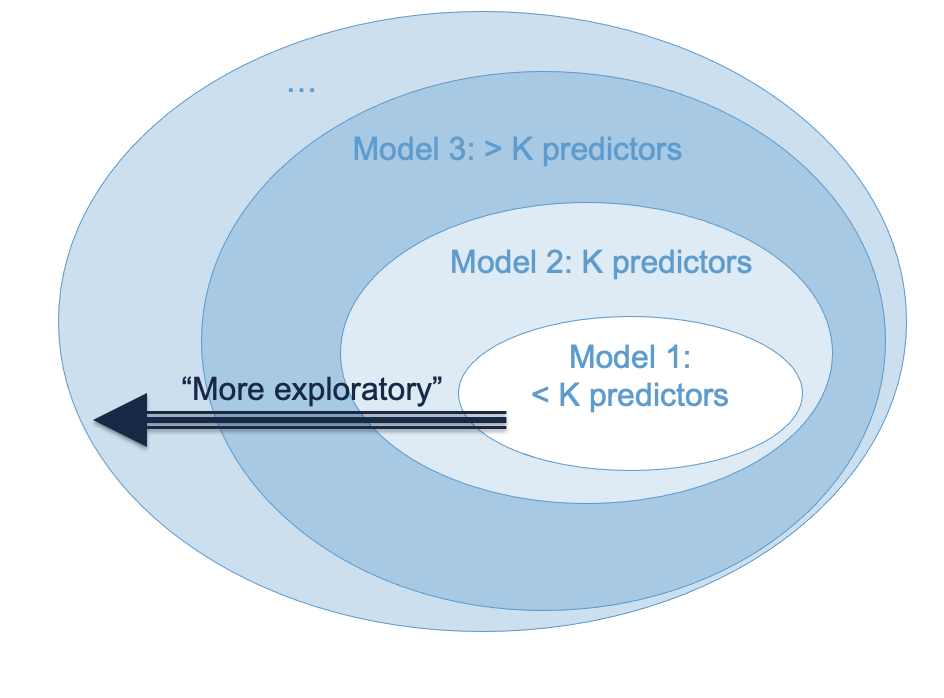 ...
Model 3: > K predictors
Model 2: K predictors
Model 1:
< K predictors
“More exploratory”